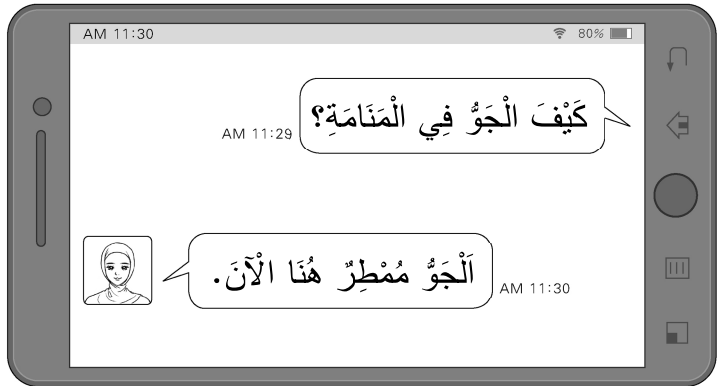 AM 11:30
80%
كَيْفَ الْجَوُّ فِي الْمَنَامَةِ؟
AM 11:29
اَلْجَوُّ مُمْطِرٌ هُنَا الْآنَ.
AM 11:30